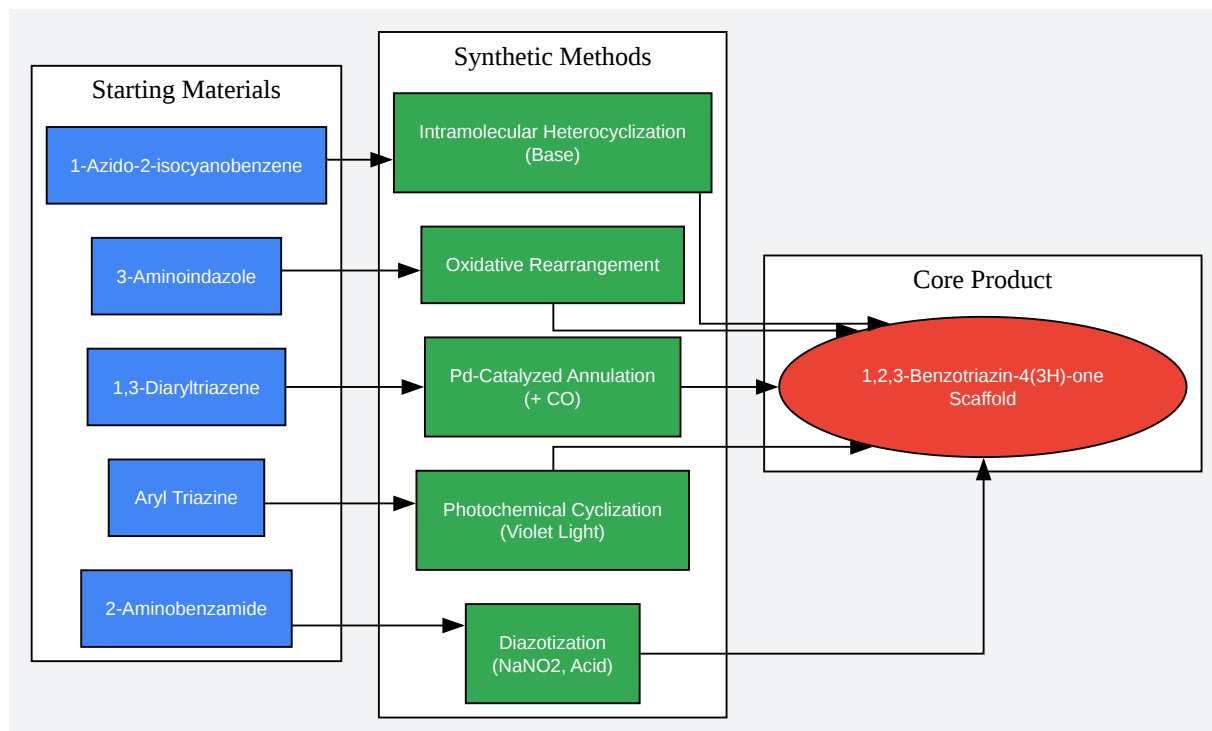 Starting Materials
1-Azido-2-isocyanobenzene
3-Aminoindazole
1,3-Diaryltriazene
Aryl Triazine
2-Aminobenzamide
Synthetic Methods
Intramolecular Heterocyclization
(Base)
Oxidative Rearrangement
Pd-Catalyzed Annulation
(+ CO)
Photochemical Cyclization
(Violet Light)
Diazotization
(NaNO2, Acid)
Core Product
1,2,3-Benzotriazin-4(3H)-one
Scaffold